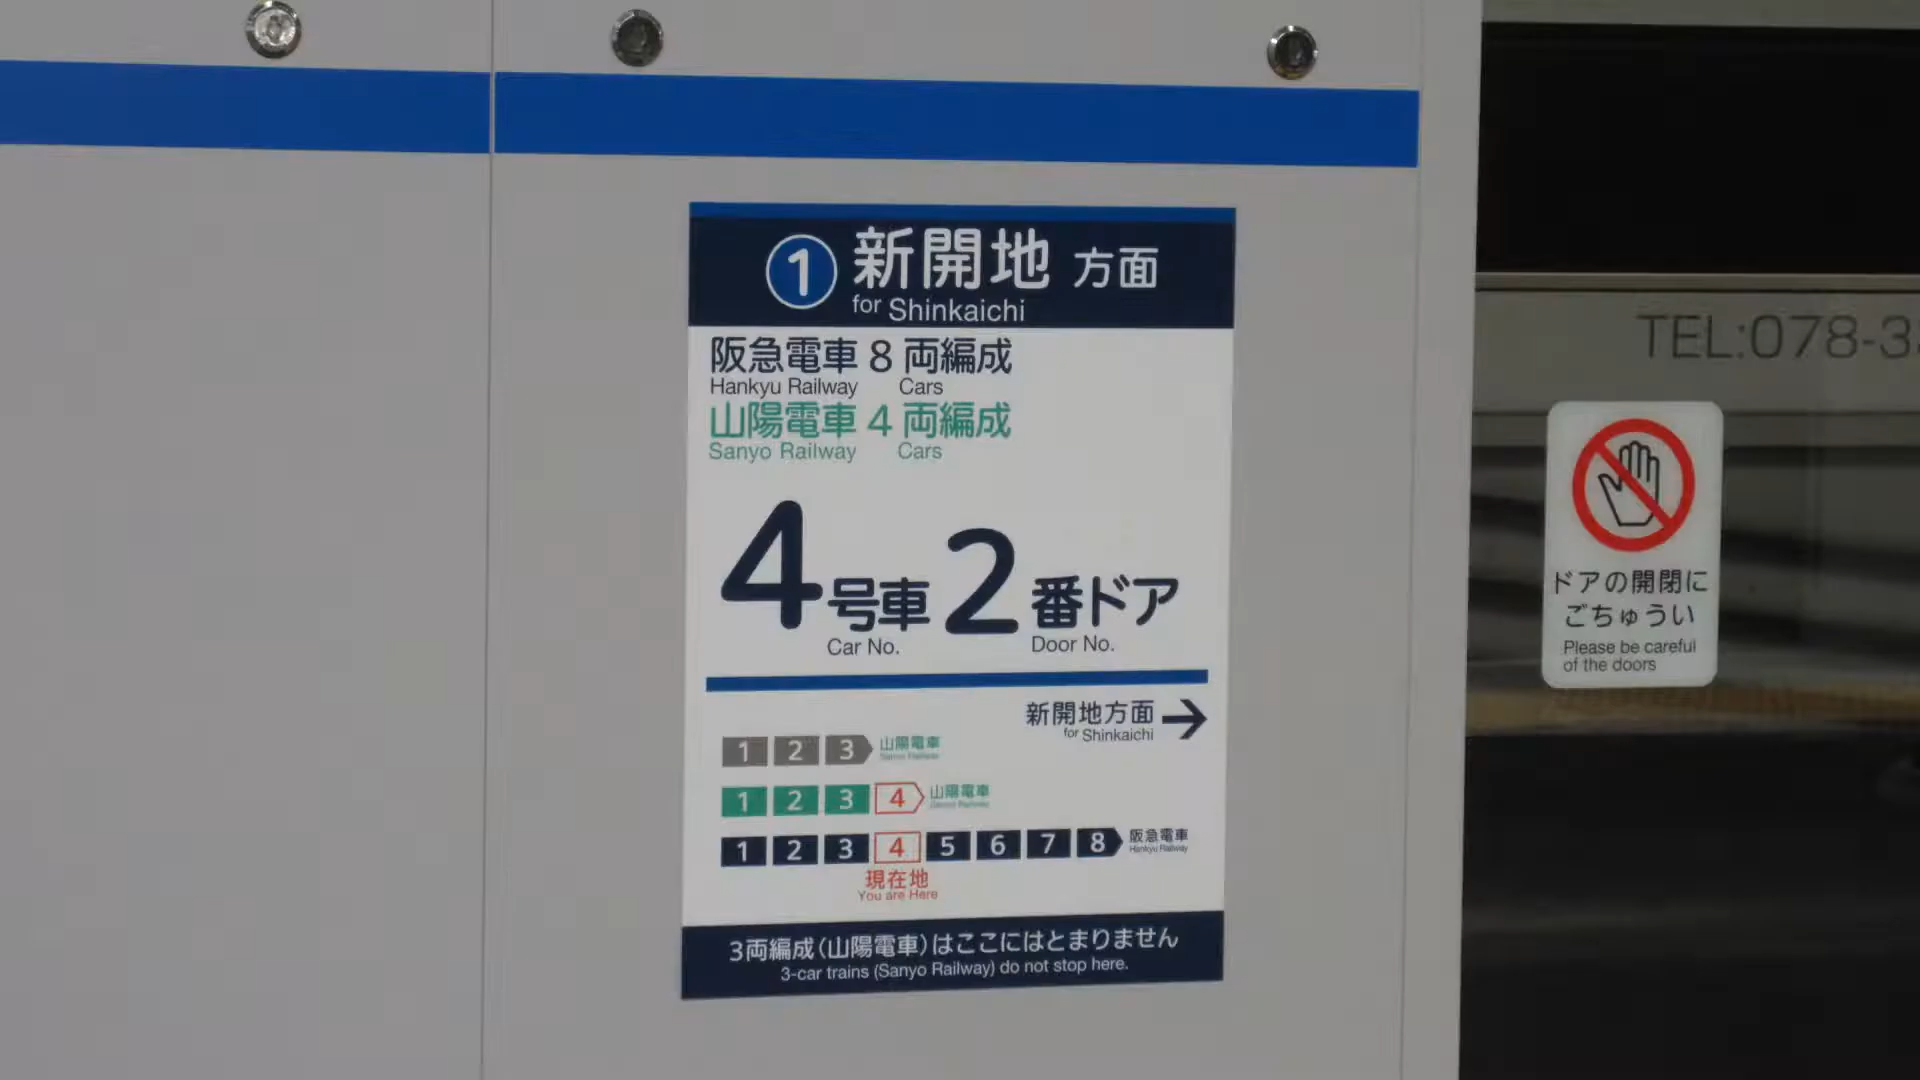 ① 新開地 方面
for Shinkaichi
阪急電車 8 両編成
Hankyu Railway Cars
山陽電車 4 両編成
Sanyo Railway Cars
4 号車 2 番ドア
Car No. Door No.
新開地方面 →
for Shinkaichi
1 2 3 山陽電車
Sanyo Railway
1 2 3 4 山陽電車
Sanyo Railway
1 2 3 4 5 6 7 8 阪急電車
Hankyu Railway
現在地
You are Here
3両編成(山陽電車)はここにはとまりません
3-car trains (Sanyo Railway) do not stop here.
TEL:078-3
ドアの開閉に
ごちゅうい
Please be careful
of the doors